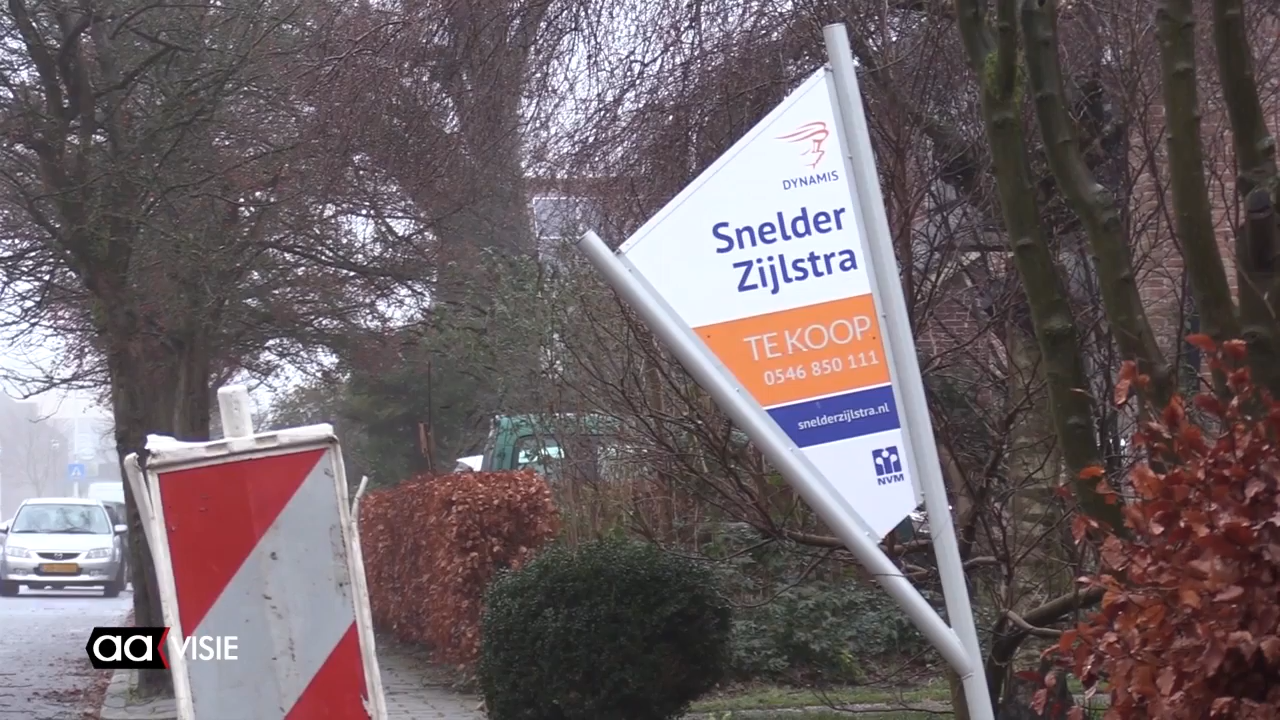 DYNAMIS
Snelder
Zijlstra
TE KOOP
0546 850 111
snelderzijlstra.nl
NVM
aa VISIE